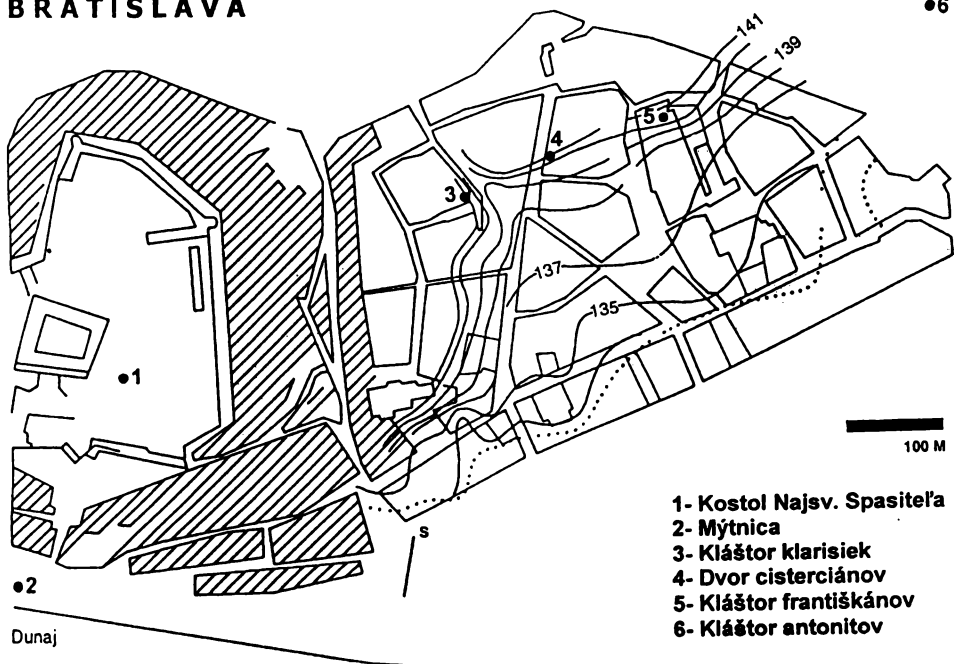 BRATISLAVA
6
141
139
5
4
3
137
135
1
100 M
S
2
Dunaj
1- Kostol Najsv. Spasiteľa
2- Mýtnica
3- Kláštor klarisiek
4- Dvor cisterciánov
5- Kláštor františkánov
6- Kláštor antonitov